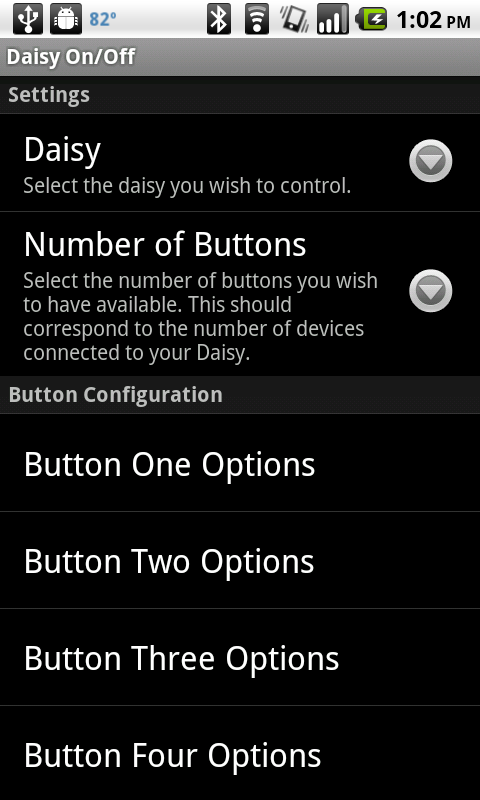 82° 1:02 PM
Daisy On/Off
Settings
Daisy
Select the daisy you wish to control.
Number of Buttons
Select the number of buttons you wish
to have available. This should
correspond to the number of devices
connected to your Daisy.
Button Configuration
Button One Options
Button Two Options
Button Three Options
Button Four Options